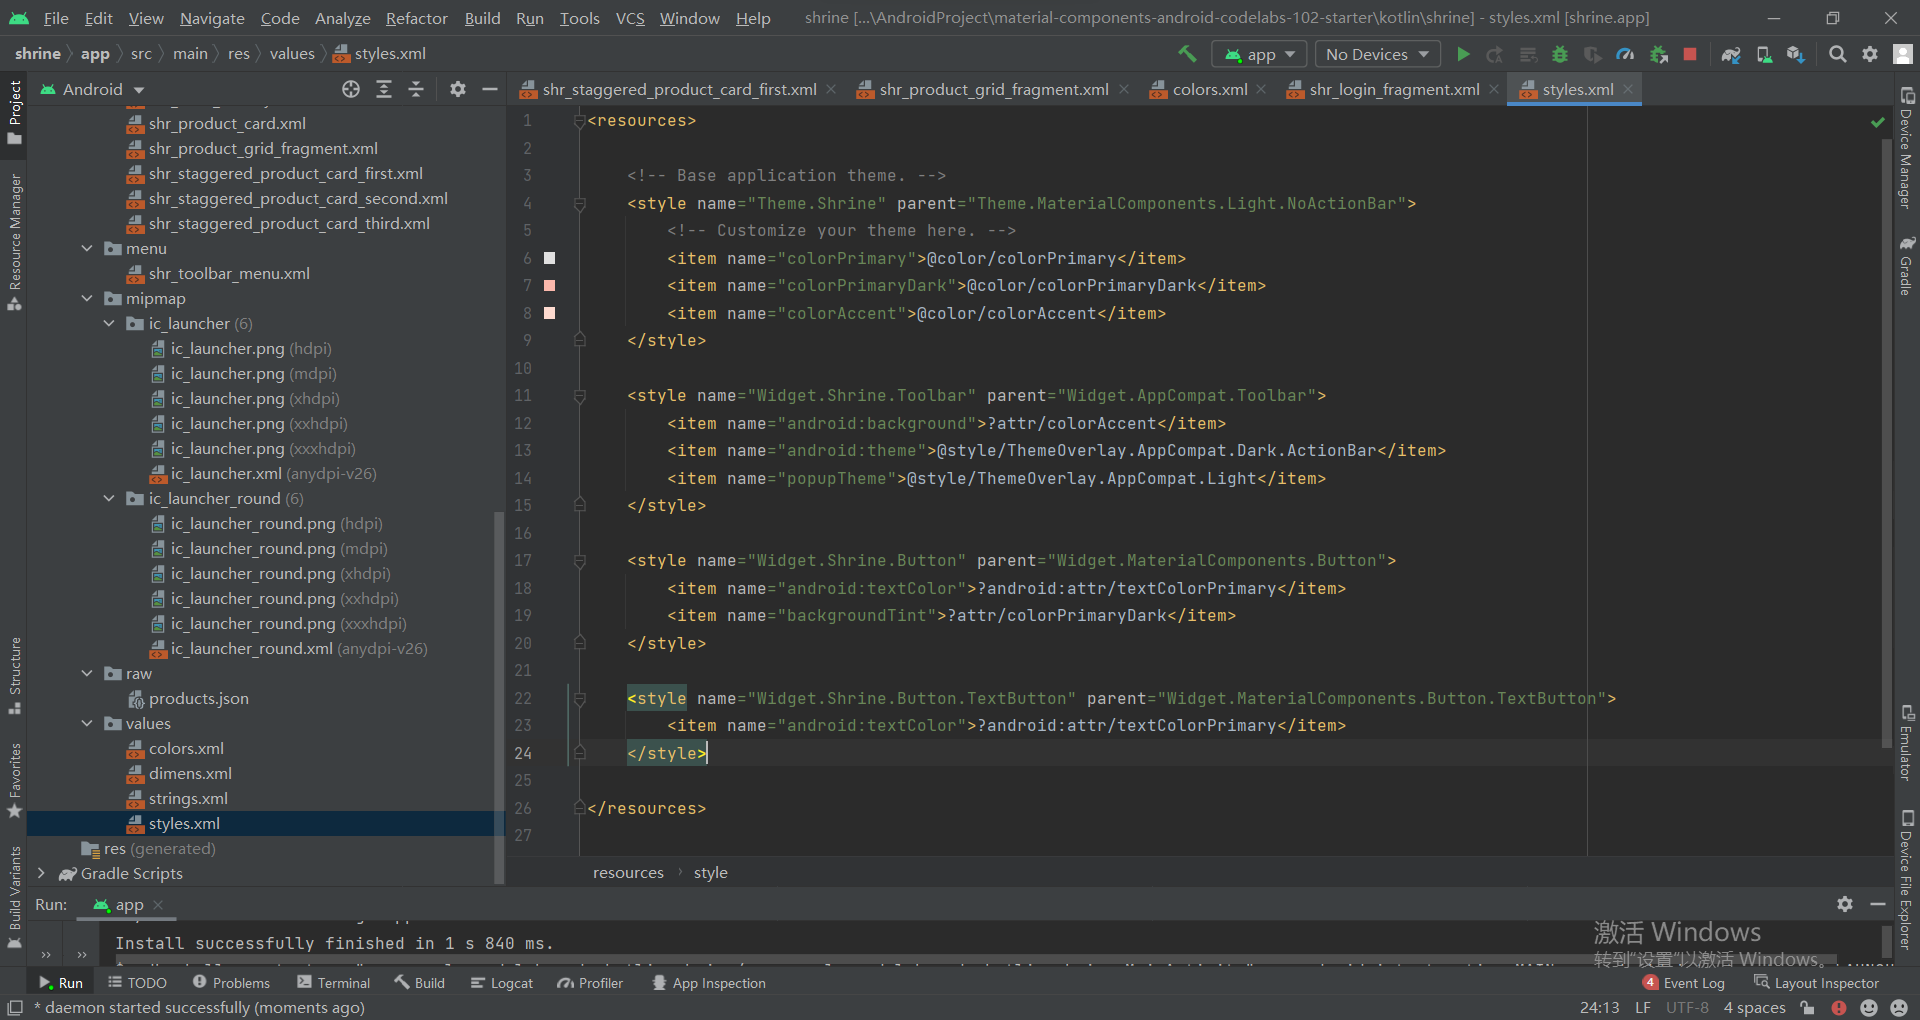 File Edit View Navigate Code Analyze Refactor Build Run Tools VCS Window Help shrine [...\AndroidProject\material-components-android-codelabs-102-starter\kotlin\shrine] - styles.xml [shrine.app]
shrine app src main res values styles.xml app No Devices
Android
shr_staggered_product_card_first.xml shr_product_grid_fragment.xml colors.xml shr_login_fragment.xml styles.xml
Project
Resource Manager
Structure
Favorites
Build Variants
shr_product_card.xml
shr_product_grid_fragment.xml
shr_staggered_product_card_first.xml
shr_staggered_product_card_second.xml
shr_staggered_product_card_third.xml
menu
shr_toolbar_menu.xml
mipmap
ic_launcher (6)
ic_launcher.png (hdpi)
ic_launcher.png (mdpi)
ic_launcher.png (xhdpi)
ic_launcher.png (xxhdpi)
ic_launcher.png (xxxhdpi)
ic_launcher.xml (anydpi-v26)
ic_launcher_round (6)
ic_launcher_round.png (hdpi)
ic_launcher_round.png (mdpi)
ic_launcher_round.png (xhdpi)
ic_launcher_round.png (xxhdpi)
ic_launcher_round.png (xxxhdpi)
ic_launcher_round.xml (anydpi-v26)
raw
products.json
values
colors.xml
dimens.xml
strings.xml
styles.xml
res (generated)
Gradle Scripts
1 <resources>
2
3 <!-- Base application theme. -->
4 <style name="Theme.Shrine" parent="Theme.MaterialComponents.Light.NoActionBar">
5 <!-- Customize your theme here. -->
6 <item name="colorPrimary">@color/colorPrimary</item>
7 <item name="colorPrimaryDark">@color/colorPrimaryDark</item>
8 <item name="colorAccent">@color/colorAccent</item>
9 </style>
10
11 <style name="Widget.Shrine.Toolbar" parent="Widget.AppCompat.Toolbar">
12 <item name="android:background">?attr/colorAccent</item>
13 <item name="android:theme">@style/ThemeOverlay.AppCompat.Dark.ActionBar</item>
14 <item name="popupTheme">@style/ThemeOverlay.AppCompat.Light</item>
15 </style>
16
17 <style name="Widget.Shrine.Button" parent="Widget.MaterialComponents.Button">
18 <item name="android:textColor">?android:attr/textColorPrimary</item>
19 <item name="backgroundTint">?attr/colorPrimaryDark</item>
20 </style>
21
22 <style name="Widget.Shrine.Button.TextButton" parent="Widget.MaterialComponents.Button.TextButton">
23 <item name="android:textColor">?android:attr/textColorPrimary</item>
24 </style>
25
26 </resources>
27
resources style
Device Manager
Gradle
Emulator
Device File Explorer
Run: app
Install successfully finished in 1 s 840 ms.
激活 Windows
转到"设置"以激活 Windows。
Run TODO Problems Terminal Build Logcat Profiler App Inspection 4 Event Log Layout Inspector
* daemon started successfully (moments ago) 24:13 LF UTF-8 4 spaces